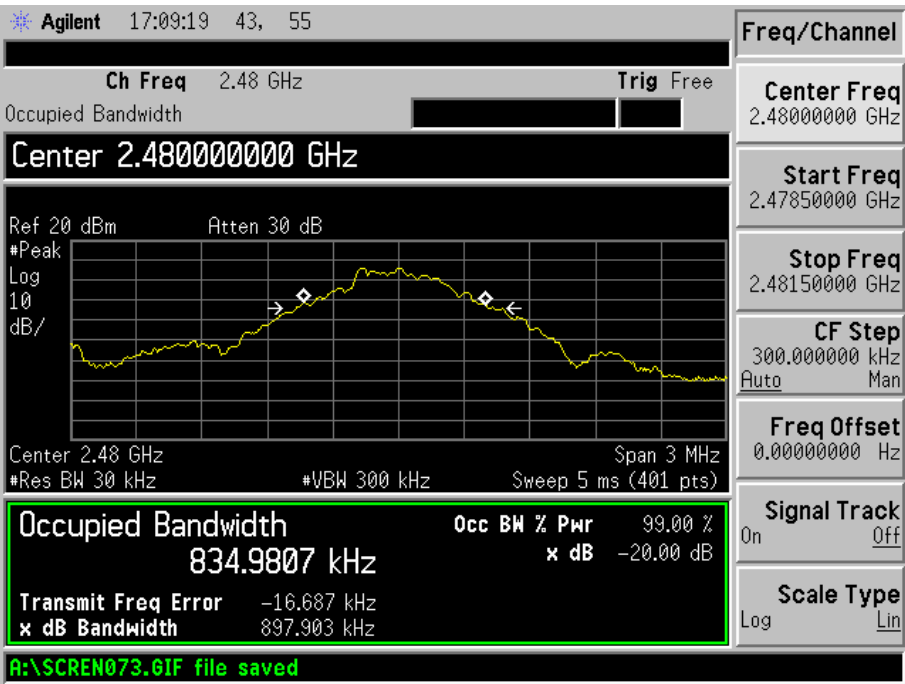 Agilent 17:09:19 43, 55
Ch Freq 2.48 GHz Trig Free
Occupied Bandwidth
Center 2.480000000 GHz
Ref 20 dBm Atten 30 dB
#Peak
Log
10
dB/
Center 2.48 GHz Span 3 MHz
#Res BW 30 kHz #VBW 300 kHz Sweep 5 ms (401 pts)
Occupied Bandwidth
834.9807 kHz
Occ BW % Pwr 99.00 %
x dB -20.00 dB
Transmit Freq Error -16.687 kHz
x dB Bandwidth 897.903 kHz
A:\SCREN073.GIF file saved
Freq/Channel
Center Freq
2.48000000 GHz
Start Freq
2.47850000 GHz
Stop Freq
2.48150000 GHz
CF Step
300.000000 kHz
Auto Man
Freq Offset
0.00000000 Hz
Signal Track
On Off
Scale Type
Log Lin